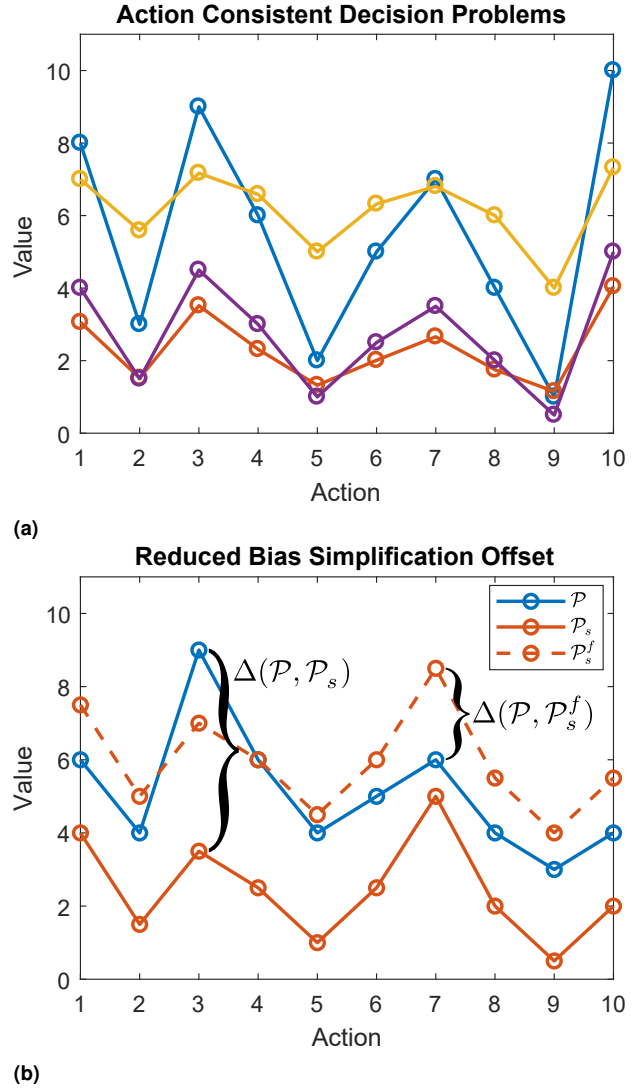 Action Consistent Decision Problems
10
8
6
4
2
0
Value
1 2 3 4 5 6 7 8 9 10
Action
(a)
Reduced Bias Simplification Offset
10
8
6
4
2
0
Value
𝒫
𝒫ₛ
𝒫ₛᶠ
Δ(𝒫, 𝒫ₛ)
Δ(𝒫, 𝒫ₛᶠ)
1 2 3 4 5 6 7 8 9 10
Action
(b)